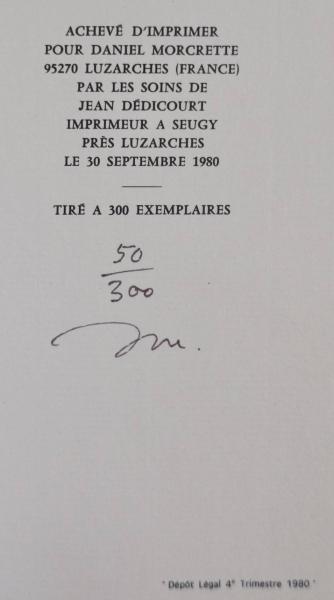 ACHEVÉ D'IMPRIMER
POUR DANIEL MORCRETTE
95270 LUZARCHES (FRANCE)
PAR LES SOINS DE
JEAN DÉDICOURT
IMPRIMEUR A SEUGY
PRÈS LUZARCHES
LE 30 SEPTEMBRE 1980
TIRÉ A 300 EXEMPLAIRES
50
300
"Dépôt Légal 4e Trimestre 1980"